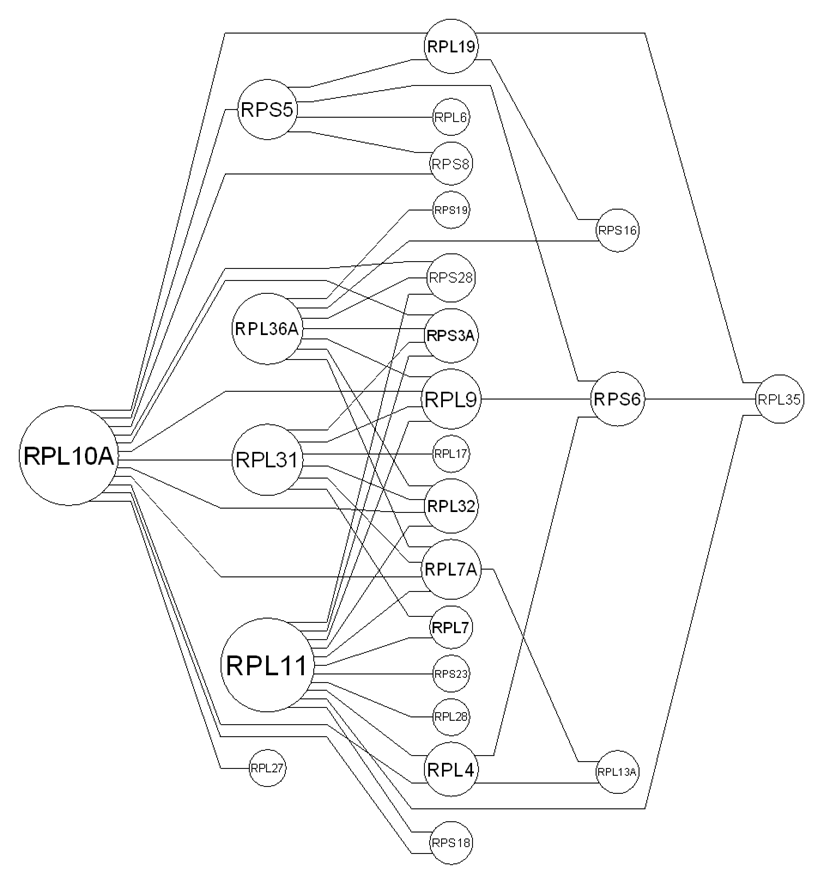 RPL19
RPS5
RPL6
RPS8
RPS19
RPS16
RPS28
RPL36A
RPS3A
RPL9
RPS6
RPL35
RPL10A
RPL31
RPL17
RPL32
RPL7A
RPL7
RPL11
RPS23
RPL28
RPL4
RPL27
RPL13A
RPS18